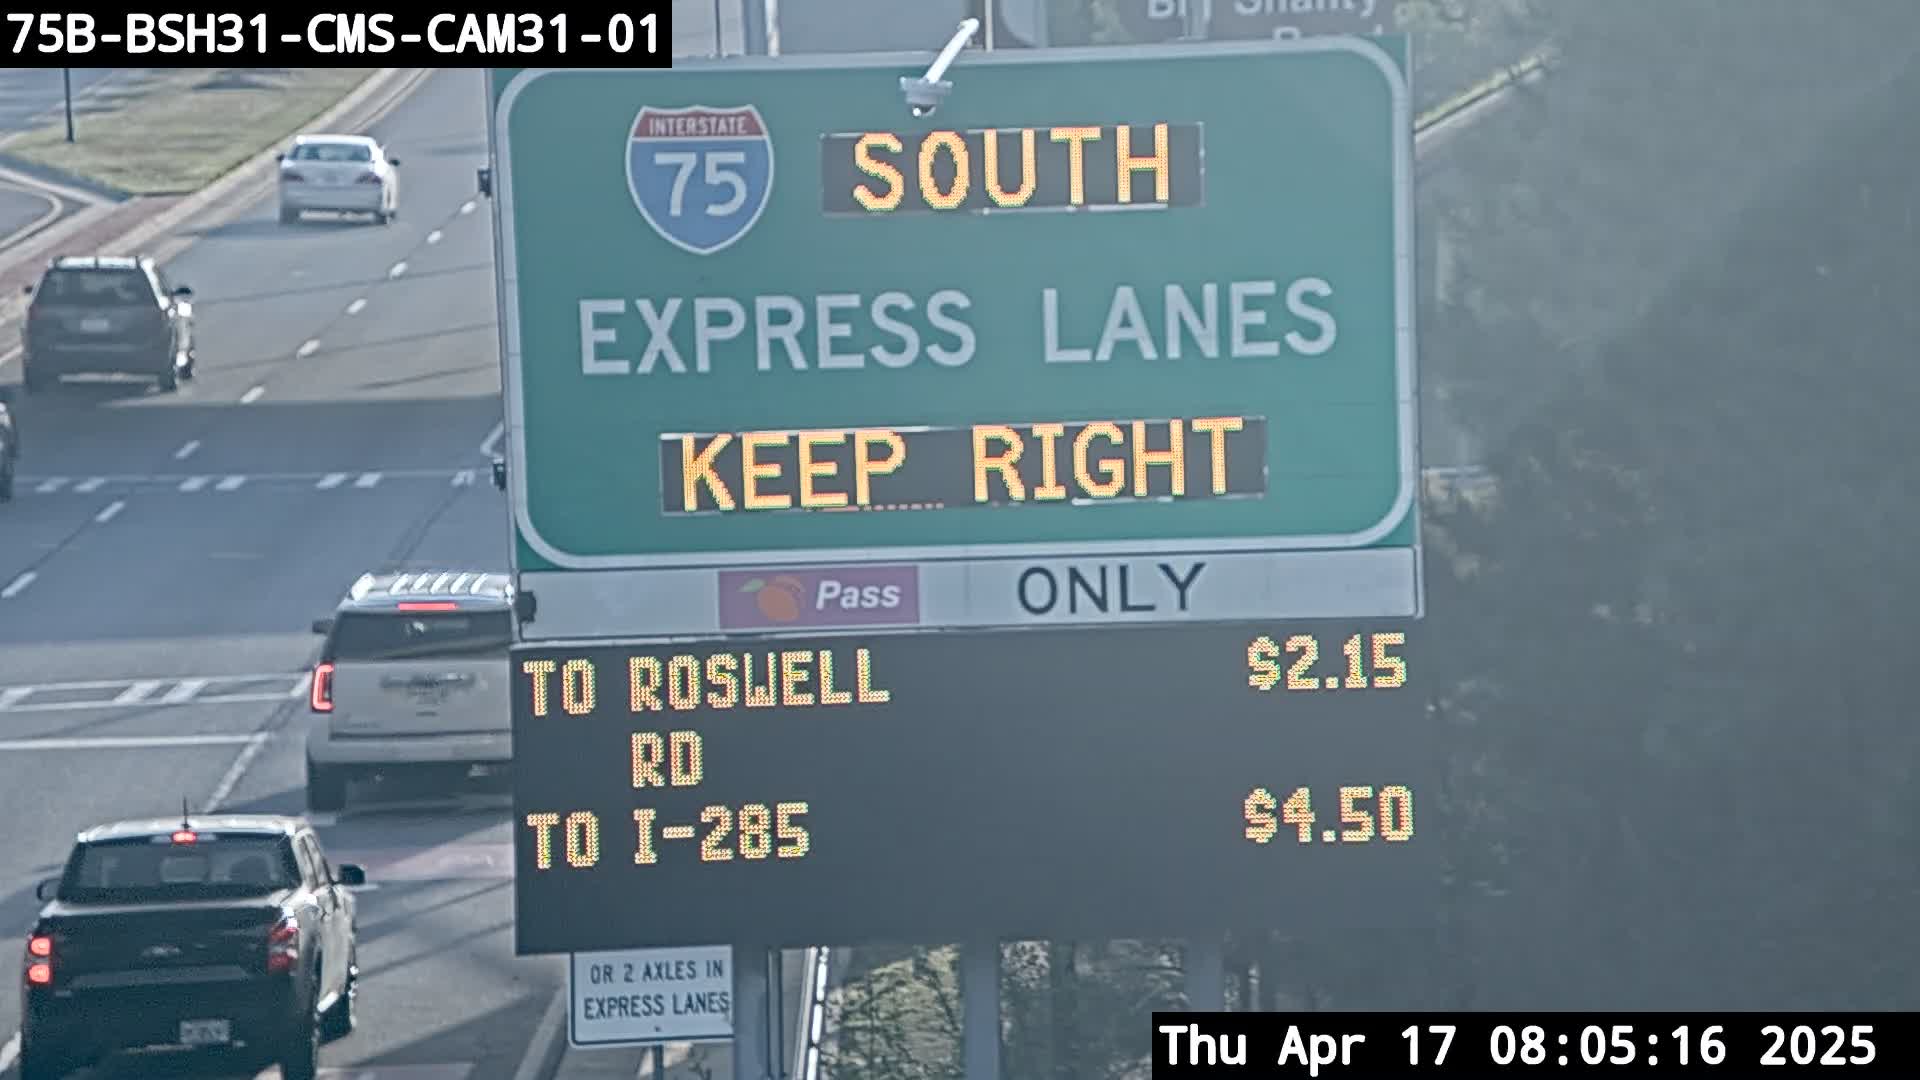 75B-BSH31-CMS-CAM31-01
Shanty
INTERSTATE
75
SOUTH
EXPRESS LANES
KEEP RIGHT
Pass
ONLY
TO ROSWELL $2.15
RD
TO I-285 $4.50
OR 2 AXLES IN
EXPRESS LANES
Thu Apr 17 08:05:16 2025